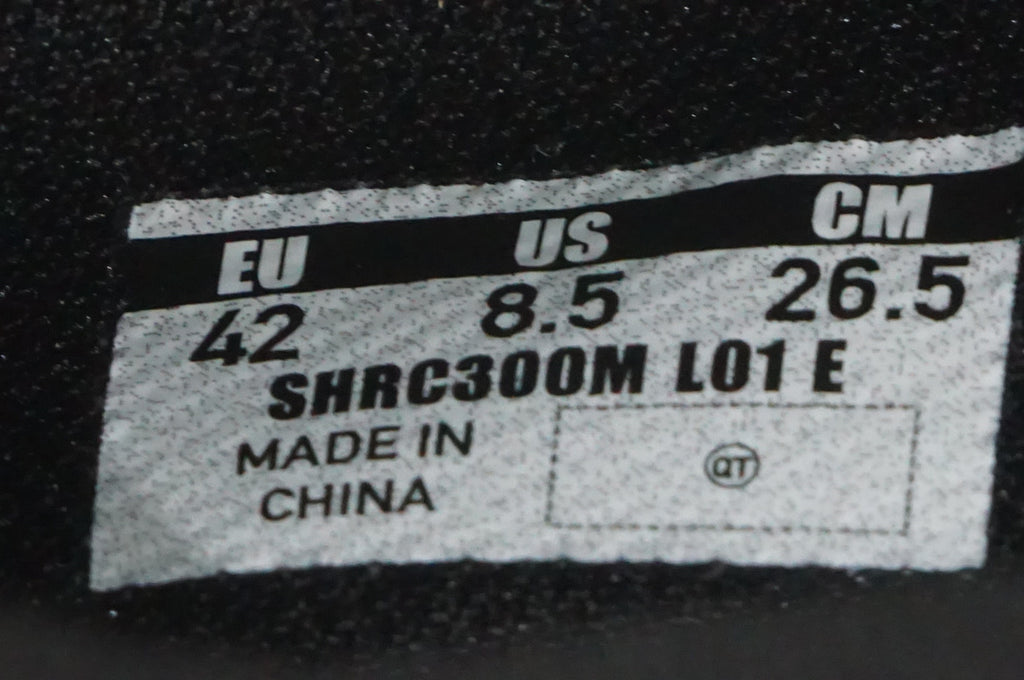 EU US CM
42 8.5 26.5
SHRC300M L01 E
MADE IN
CHINA
QT